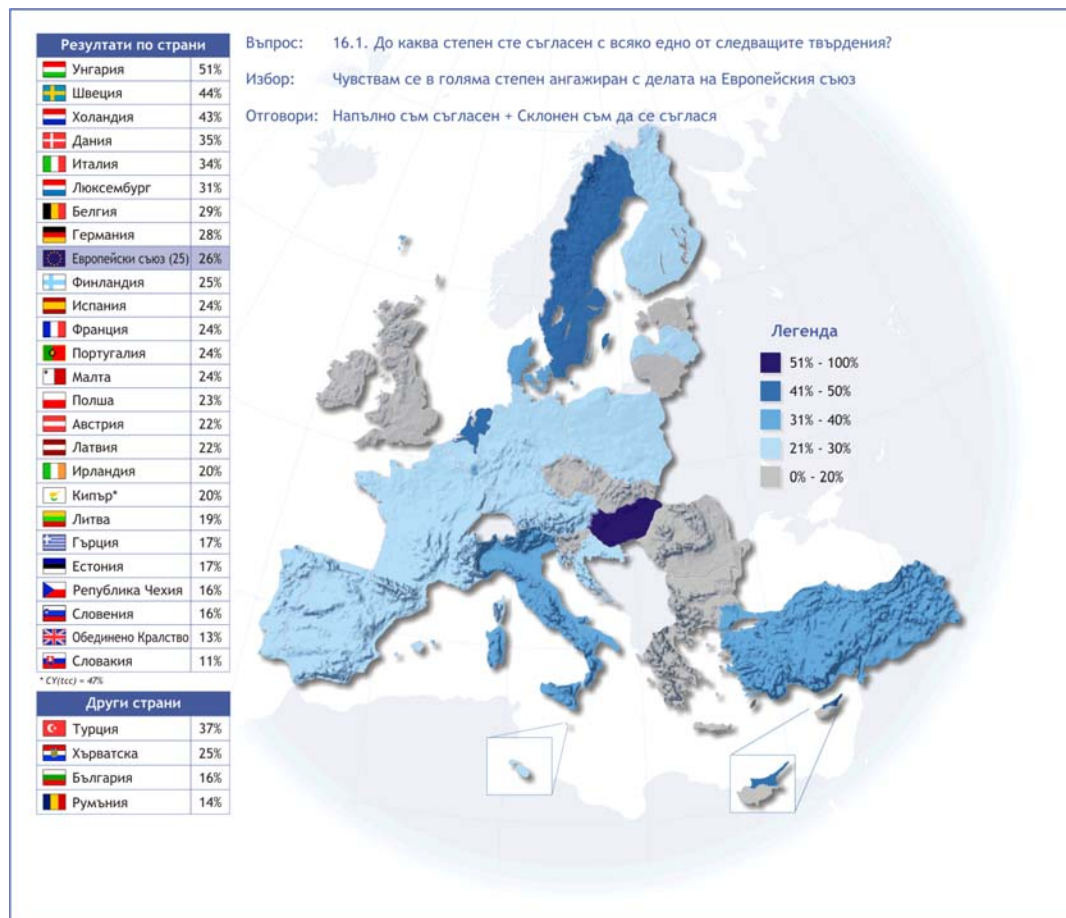 Резултати по страни
Унгария 51%
Швеция 44%
Холандия 43%
Дания 35%
Италия 34%
Люксембург 31%
Белгия 29%
Германия 28%
Европейски съюз (25) 26%
Финландия 25%
Испания 24%
Франция 24%
Португалия 24%
Малта 24%
Полша 23%
Австрия 22%
Латвия 22%
Ирландия 20%
Кипър* 20%
Литва 19%
Гърция 17%
Естония 17%
Република Чехия 16%
Словения 16%
Обединено Кралство 13%
Словакия 11%
* CY(tcc) = 47%
Други страни
Турция 37%
Хърватска 25%
България 16%
Румъния 14%
Въпрос: 16.1. До каква степен сте съгласен с всяко едно от следващите твърдения?
Избор: Чувствам се в голяма степен ангажиран с делата на Европейския съюз
Отговори: Напълно съм съгласен + Склонен съм да се съглася
Легенда
51% - 100%
41% - 50%
31% - 40%
21% - 30%
0% - 20%